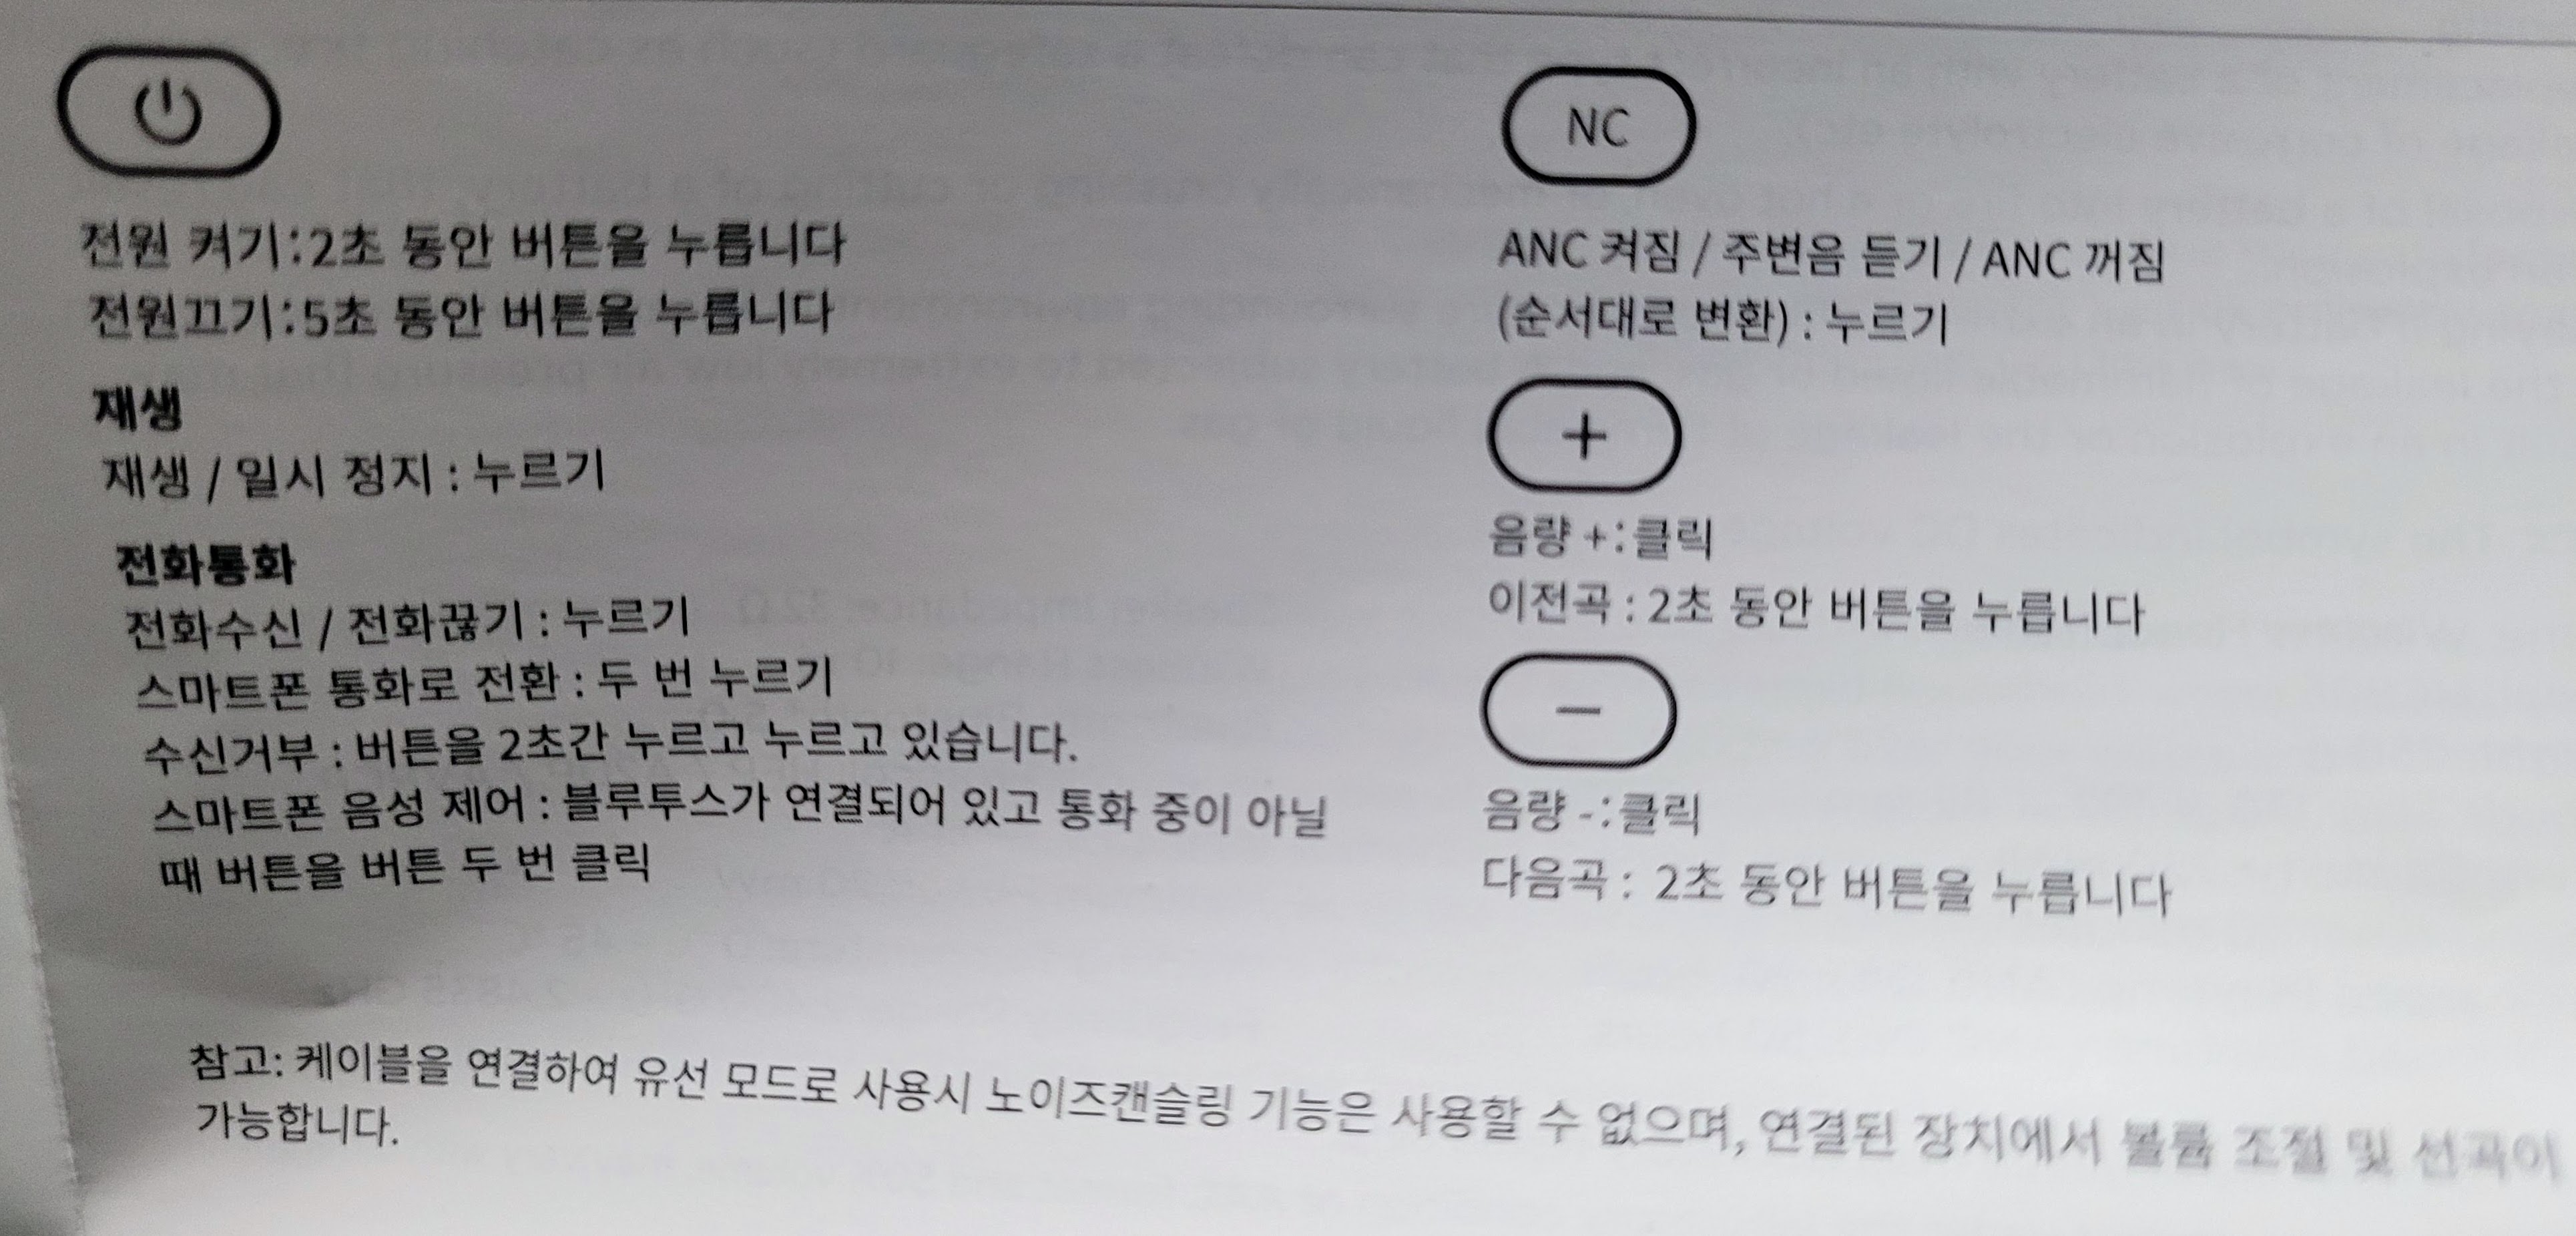 전원 켜기:2초 동안 버튼을 누릅니다
전원끄기:5초 동안 버튼을 누릅니다
재생
재생 / 일시 정지 : 누르기
전화통화
전화수신 / 전화끊기 : 누르기
스마트폰 통화로 전환 : 두 번 누르기
수신거부 : 버튼을 2초간 누르고 누르고 있습니다.
스마트폰 음성 제어 : 블루투스가 연결되어 있고 통화 중이 아닐
때 버튼을 버튼 두 번 클릭
NC
ANC 켜짐 / 주변음 듣기 / ANC 꺼짐
(순서대로 변환) : 누르기
+
음량 +:클릭
이전곡 : 2초 동안 버튼을 누릅니다
−
음량 -:클릭
다음곡 : 2초 동안 버튼을 누릅니다
참고: 케이블을 연결하여 유선 모드로 사용시 노이즈캔슬링 기능은 사용할 수 없으며, 연결된 장치에서 볼륨 조절 및 선곡이
가능합니다.